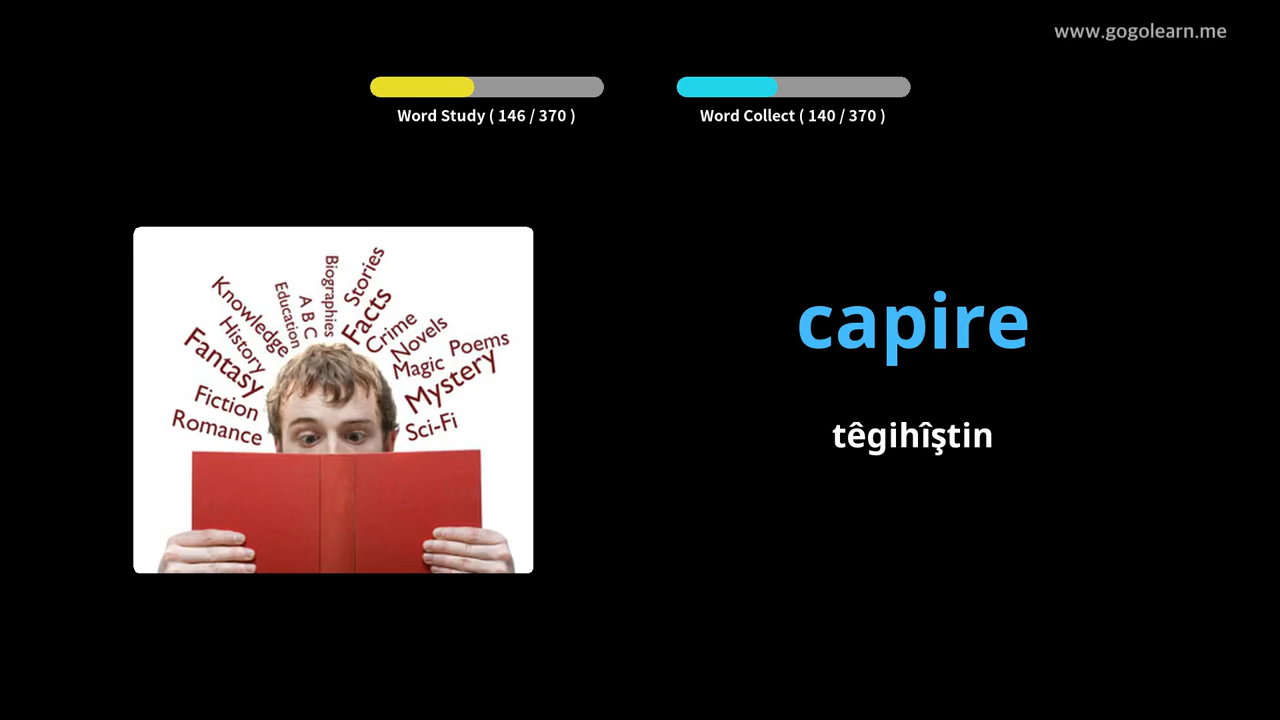 www.gogolearn.me
Word Study ( 146 / 370 )
Word Collect ( 140 / 370 )
Knowledge
Education
A B C
Biographies
Stories
Facts
Crime
Novels
Poems
History
Fantasy
Magic
Mystery
Fiction
Romance
Sci-Fi
capire
têgihîştin